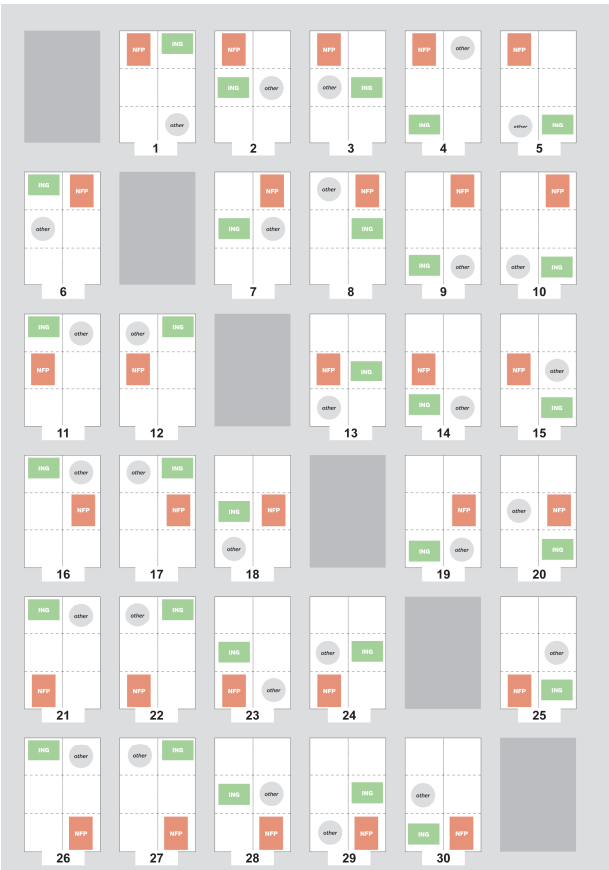 NFP ING NFP NFP NFP other NFP
ING other other ING
other ING other ING
1 2 3 4 5
ING NFP NFP other NFP NFP NFP
other ING other ING
ING other other ING
6 7 8 9 10
ING other other ING
NFP NFP NFP ING NFP NFP other
other ING other ING
11 12 13 14 15
ING other other ING
NFP NFP ING NFP NFP other NFP
other ING other ING
16 17 18 19 20
ING other other ING
ING other ING other
NFP NFP NFP other NFP NFP ING
21 22 23 24 25
ING other other ING
ING other ING other
NFP NFP NFP other NFP ING NFP
26 27 28 29 30